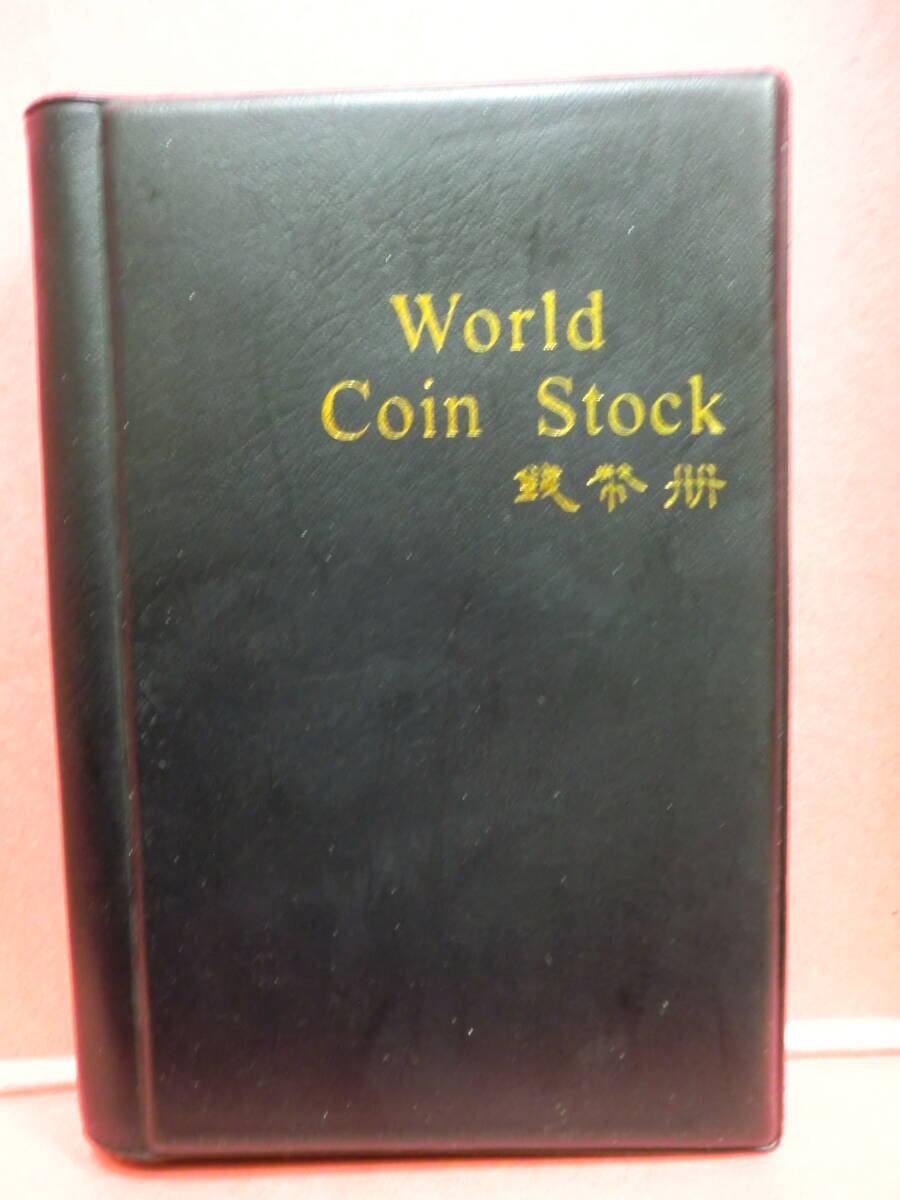 World
Coin Stock
錢幣册